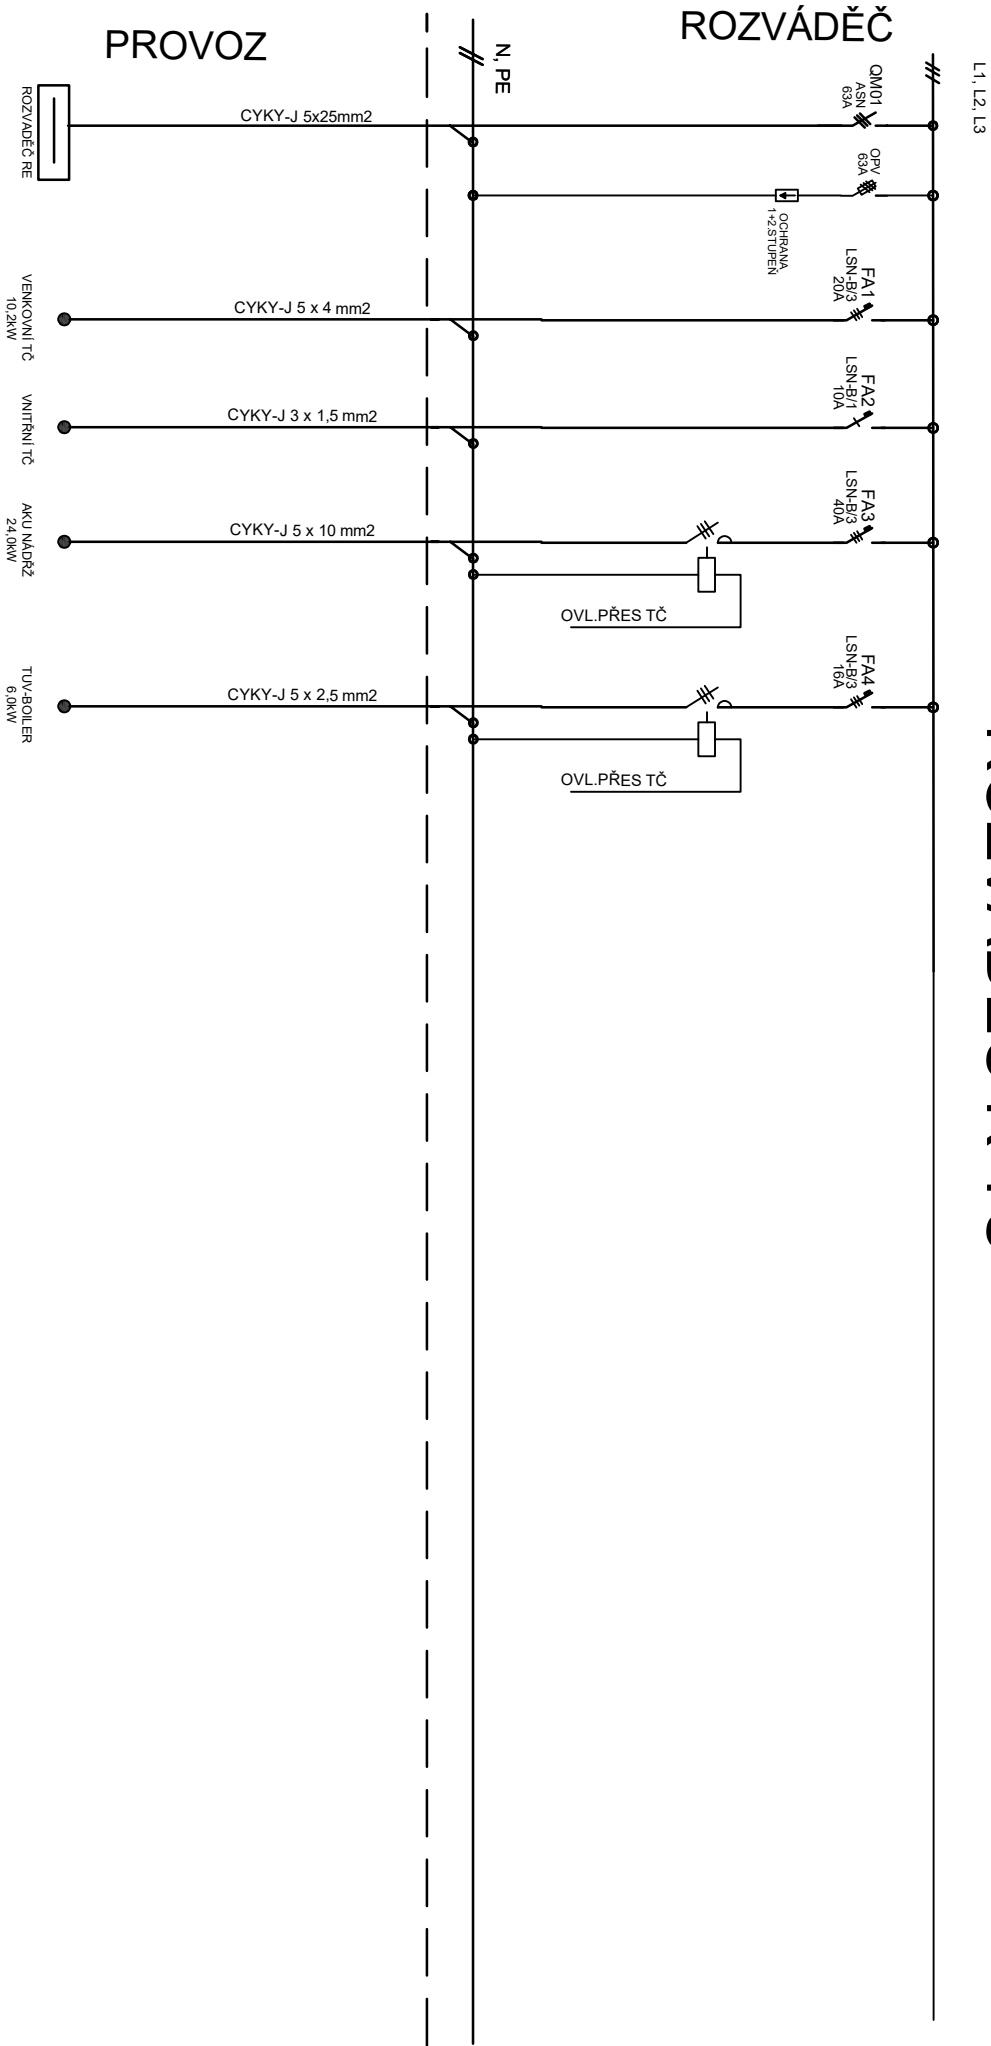 PROVOZ
ROZVÁDĚČ
L1, L2, L3
N, PE
QM01
ASN
63A
CYKY-J 5x25mm2
ROZVADĚČ RE
OPV
63A
OCHRANA
1+2.STUPEŇ
FA1
LSN-B/3
20A
CYKY-J 5 x 4 mm2
VENKOVNÍ TČ
10,2kW
FA2
LSN-B/1
10A
CYKY-J 3 x 1,5 mm2
VNITŘNÍ TČ
FA3
LSN-B/3
40A
CYKY-J 5 x 10 mm2
AKU NÁDRŽ
24,0kW
OVL.PŘES TČ
FA4
LSN-B/3
16A
CYKY-J 5 x 2,5 mm2
TUV-BOILER
6,0kW
OVL.PŘES TČ